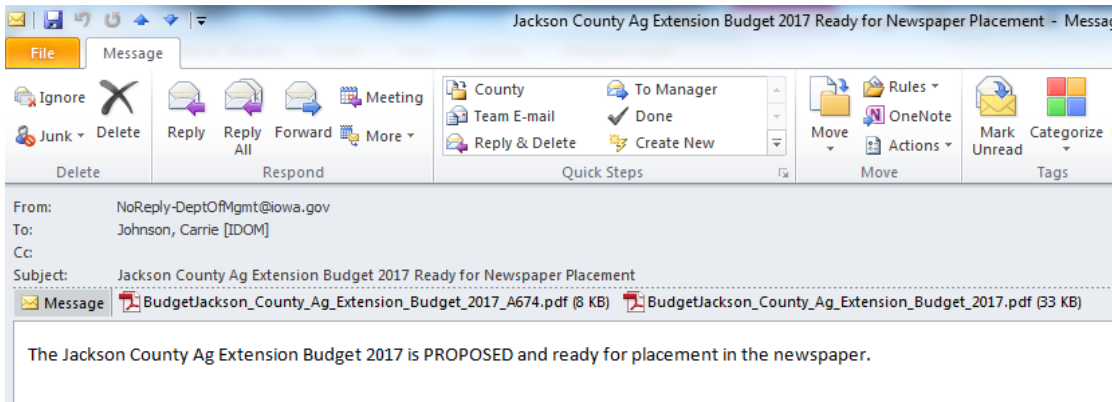 Jackson County Ag Extension Budget 2017 Ready for Newspaper Placement - Messag
File Message
Ignore
Junk
Delete
Reply
Reply All
Forward
Meeting
More
County
Team E-mail
Reply & Delete
To Manager
Done
Create New
Move
Rules
OneNote
Actions
Mark Unread
Categorize
Delete Respond Quick Steps Move Tags
From: NoReply-DeptOfMgmt@iowa.gov
To: Johnson, Carrie [IDOM]
Cc:
Subject: Jackson County Ag Extension Budget 2017 Ready for Newspaper Placement
Message BudgetJackson_County_Ag_Extension_Budget_2017_A674.pdf (8 KB) BudgetJackson_County_Ag_Extension_Budget_2017.pdf (33 KB)
The Jackson County Ag Extension Budget 2017 is PROPOSED and ready for placement in the newspaper.